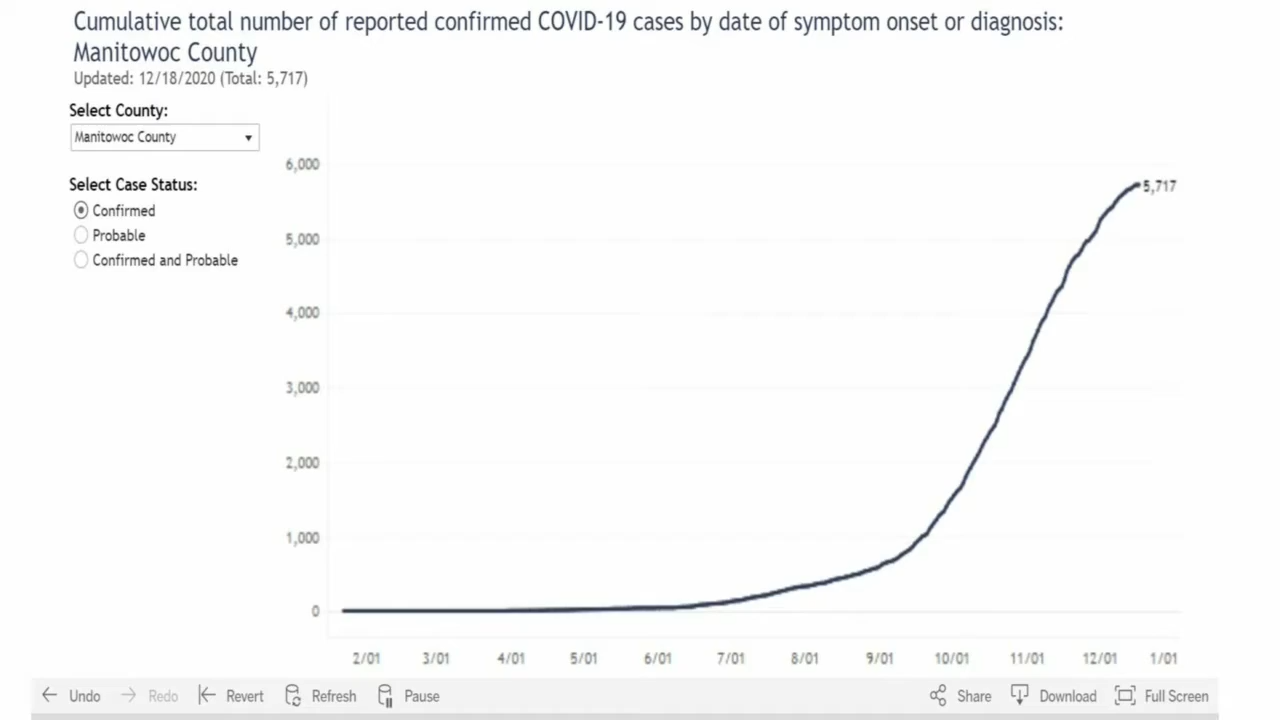 Cumulative total number of reported confirmed COVID-19 cases by date of symptom onset or diagnosis:
Manitowoc County
Updated: 12/18/2020 (Total: 5,717)
Select County:
Manitowoc County
Select Case Status:
Confirmed
Probable
Confirmed and Probable
6,000
5,000
4,000
3,000
2,000
1,000
0
5,717
2/01 3/01 4/01 5/01 6/01 7/01 8/01 9/01 10/01 11/01 12/01 1/01
Undo Redo Revert Refresh Pause Share Download Full Screen